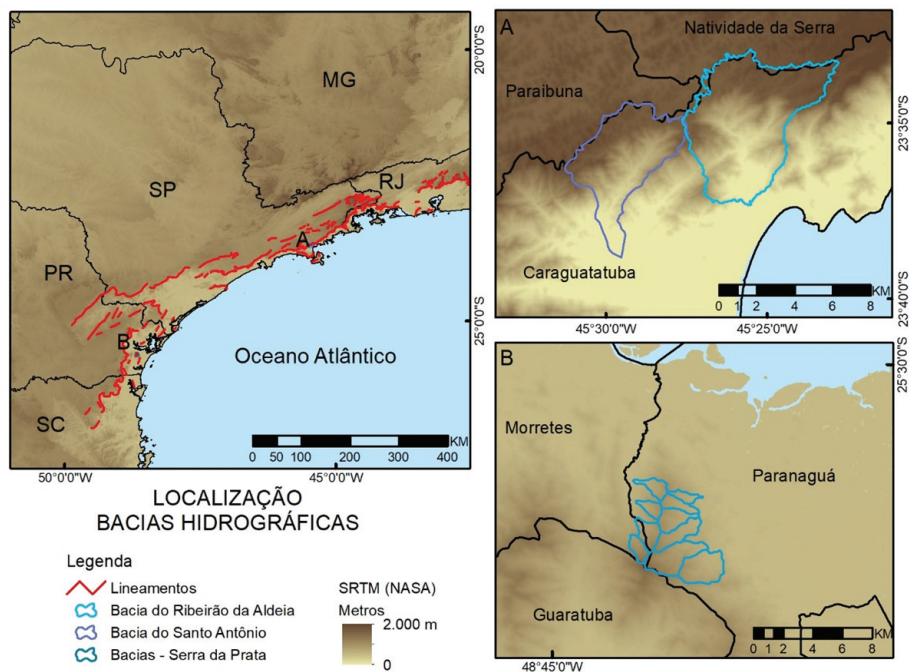 20°0'0"S
MG
SP
RJ
A
PR
25°0'0"S
B
Oceano Atlântico
SC
0 50 100 200 300 400 KM
50°0'0"W
45°0'0"W
LOCALIZAÇÃO
BACIAS HIDROGRÁFICAS
Legenda
Lineamentos
Bacia do Ribeirão da Aldeia
Bacia do Santo Antônio
Bacias - Serra da Prata
SRTM (NASA)
Metros
2.000 m
0
A
Natividade da Serra
Paraibuna
23°35'0"S
Caraguatatuba
0 1 2 4 6 8 KM
23°40'0"S
45°30'0"W
45°25'0"W
B
25°30'0"S
Morretes
Paranaguá
Guaratuba
0 1 2 4 6 8 KM
48°45'0"W